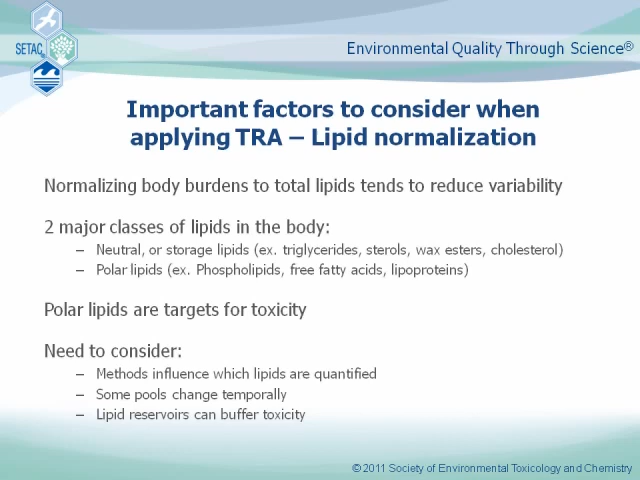 SETAC
Environmental Quality Through Science®
Important factors to consider when
applying TRA – Lipid normalization
Normalizing body burdens to total lipids tends to reduce variability
2 major classes of lipids in the body:
– Neutral, or storage lipids (ex. triglycerides, sterols, wax esters, cholesterol)
– Polar lipids (ex. Phospholipids, free fatty acids, lipoproteins)
Polar lipids are targets for toxicity
Need to consider:
– Methods influence which lipids are quantified
– Some pools change temporally
– Lipid reservoirs can buffer toxicity
© 2011 Society of Environmental Toxicology and Chemistry